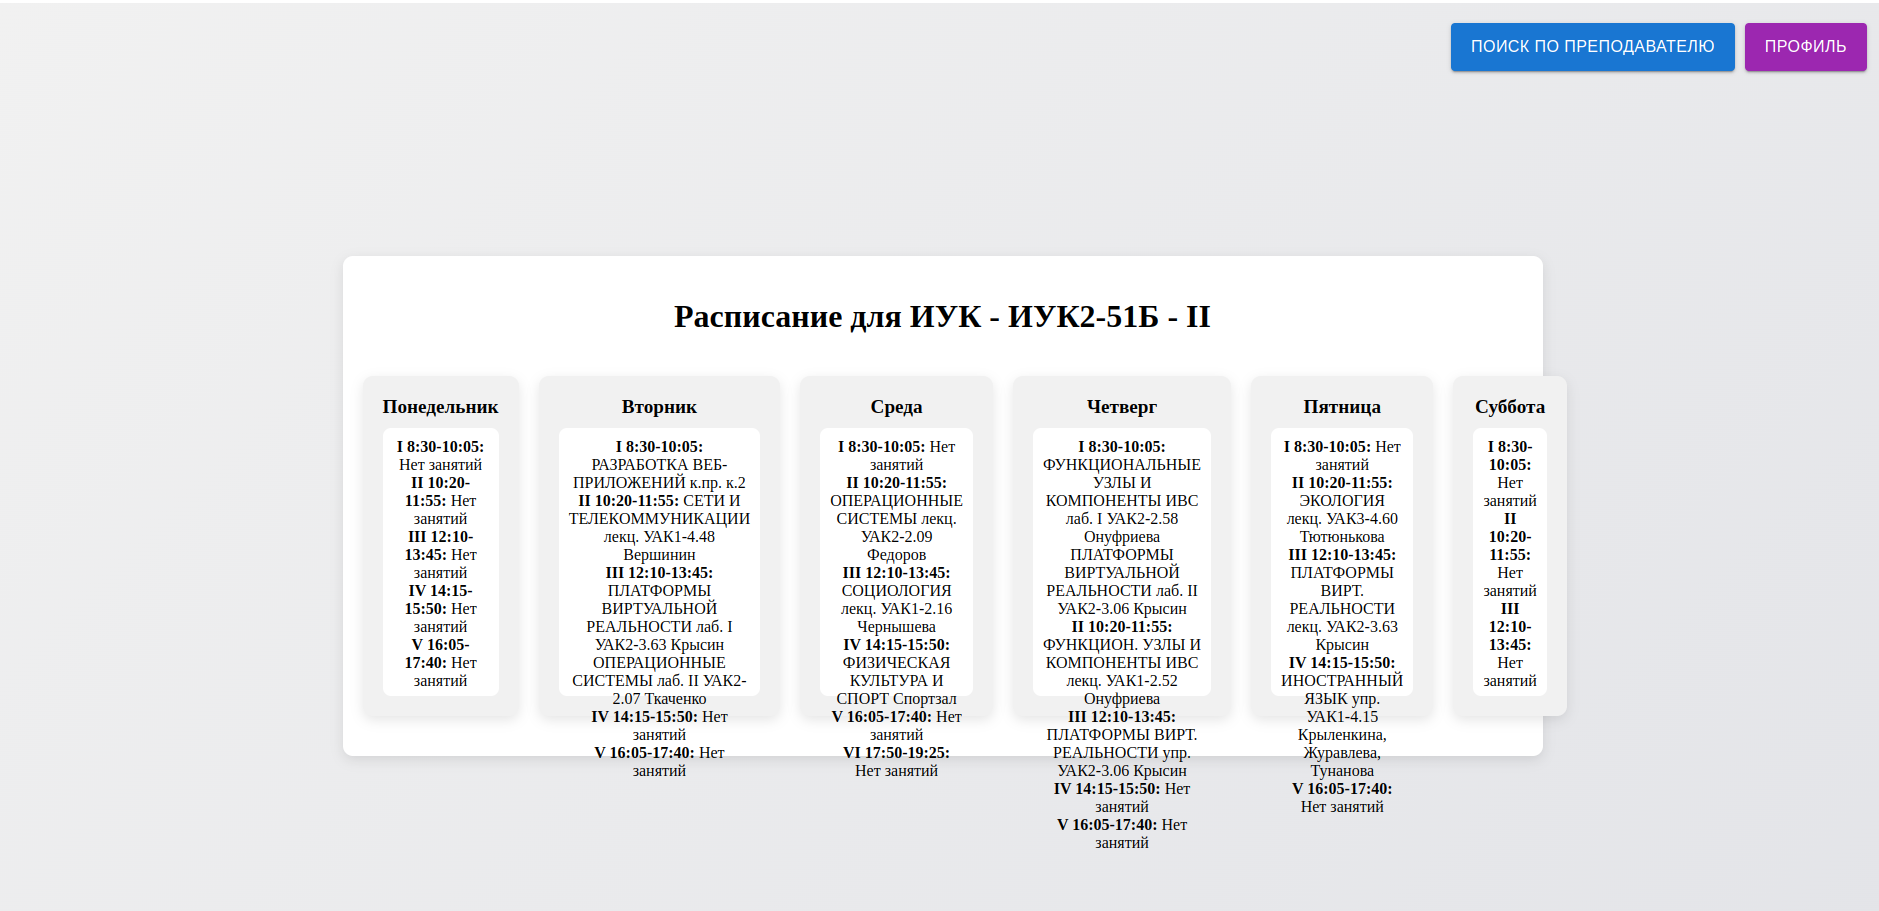 ПОИСК ПО ПРЕПОДАВАТЕЛЮ
ПРОФИЛЬ
Расписание для ИУК - ИУК2-51Б - II
Понедельник
I 8:30-10:05:
Нет занятий
II 10:20-
11:55: Нет
занятий
III 12:10-
13:45: Нет
занятий
IV 14:15-
15:50: Нет
занятий
V 16:05-
17:40: Нет
занятий
Вторник
I 8:30-10:05:
РАЗРАБОТКА ВЕБ-
ПРИЛОЖЕНИЙ к.пр. к.2
II 10:20-11:55: СЕТИ И
ТЕЛЕКОММУНИКАЦИИ
лекц. УАК1-4.48
Вершинин
III 12:10-13:45:
ПЛАТФОРМЫ
ВИРТУАЛЬНОЙ
РЕАЛЬНОСТИ лаб. I
УАК2-3.63 Крысин
ОПЕРАЦИОННЫЕ
СИСТЕМЫ лаб. II УАК2-
2.07 Ткаченко
IV 14:15-15:50: Нет
занятий
V 16:05-17:40: Нет
занятий
Среда
I 8:30-10:05: Нет
занятий
II 10:20-11:55:
ОПЕРАЦИОННЫЕ
СИСТЕМЫ лекц.
УАК2-2.09
Федоров
III 12:10-13:45:
СОЦИОЛОГИЯ
лекц. УАК1-2.16
Чернышева
IV 14:15-15:50:
ФИЗИЧЕСКАЯ
КУЛЬТУРА И
СПОРТ Спортзал
V 16:05-17:40: Нет
занятий
VI 17:50-19:25:
Нет занятий
Четверг
I 8:30-10:05:
ФУНКЦИОНАЛЬНЫЕ
УЗЛЫ И
КОМПОНЕНТЫ ИВС
лаб. I УАК2-2.58
Онуфриева
ПЛАТФОРМЫ
ВИРТУАЛЬНОЙ
РЕАЛЬНОСТИ лаб. II
УАК2-3.06 Крысин
II 10:20-11:55:
ФУНКЦИОН. УЗЛЫ И
КОМПОНЕНТЫ ИВС
лекц. УАК1-2.52
Онуфриева
III 12:10-13:45:
ПЛАТФОРМЫ ВИРТ.
РЕАЛЬНОСТИ упр.
УАК2-3.06 Крысин
IV 14:15-15:50: Нет
занятий
V 16:05-17:40: Нет
занятий
Пятница
I 8:30-10:05: Нет
занятий
II 10:20-11:55:
ЭКОЛОГИЯ
лекц. УАК3-4.60
Тютюнькова
III 12:10-13:45:
ПЛАТФОРМЫ
ВИРТ.
РЕАЛЬНОСТИ
лекц. УАК2-3.63
Крысин
IV 14:15-15:50:
ИНОСТРАННЫЙ
ЯЗЫК упр.
УАК1-4.15
Крыленкина,
Журавлева,
Тунанова
V 16:05-17:40:
Нет занятий
Суббота
I 8:30-
10:05:
Нет
занятий
II
10:20-
11:55:
Нет
занятий
III
12:10-
13:45:
Нет
занятий